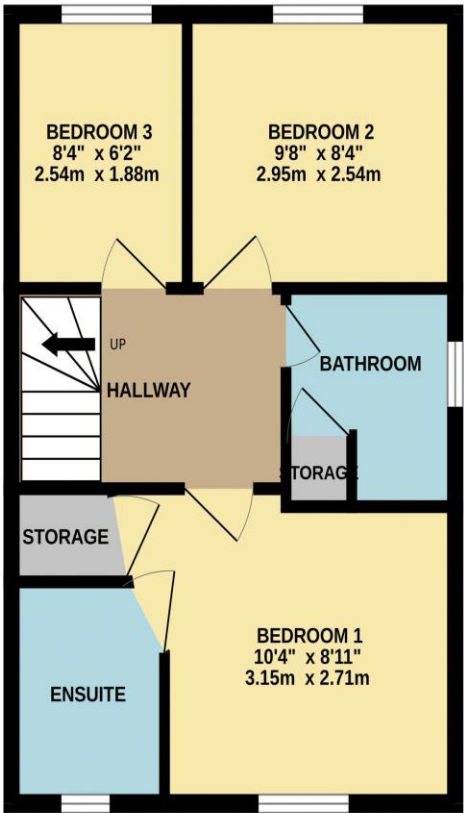 BEDROOM 3
8'4" x 6'2"
2.54m x 1.88m
BEDROOM 2
9'8" x 8'4"
2.95m x 2.54m
UP
HALLWAY
BATHROOM
STORAGE
STORAGE
BEDROOM 1
10'4" x 8'11"
3.15m x 2.71m
ENSUITE